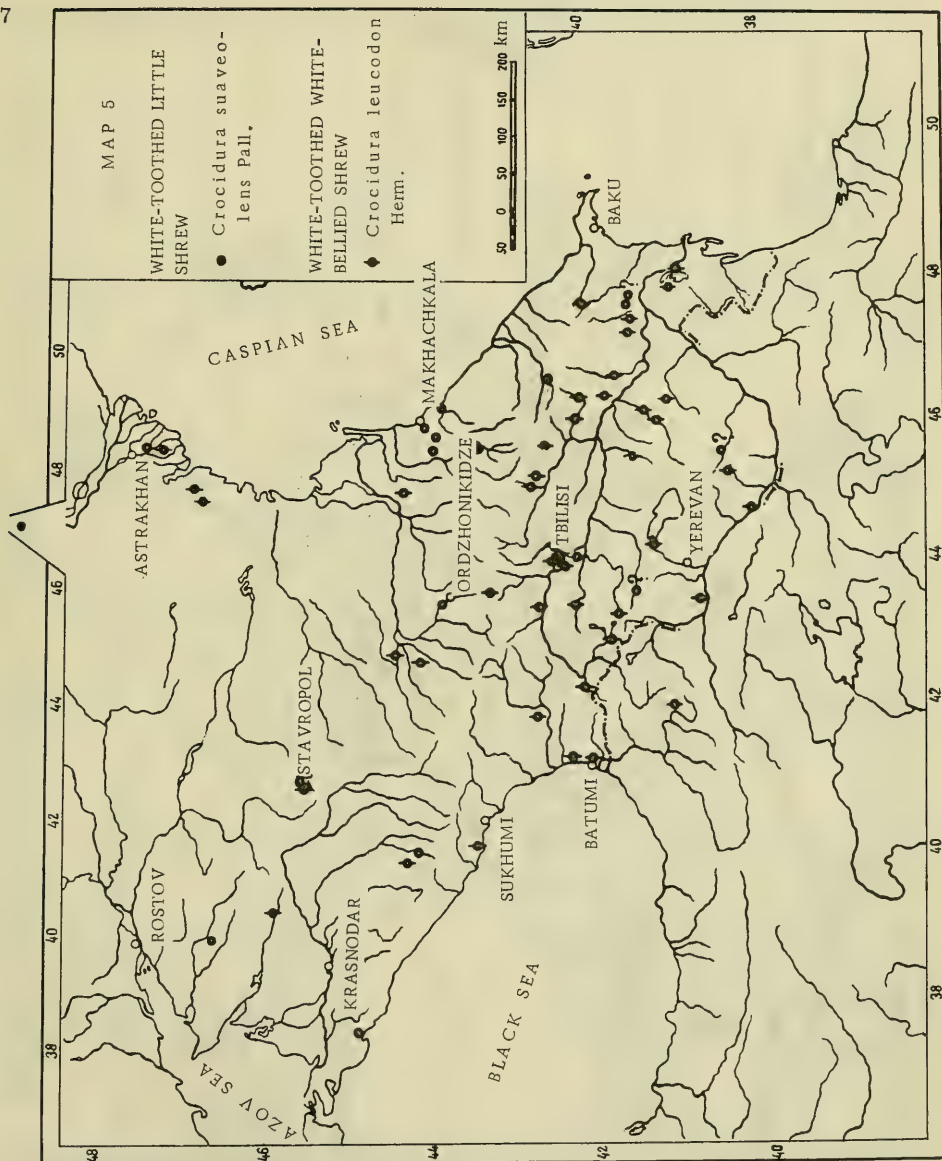 7
MAP 5
WHITE-TOOTHED LITTLE
SHREW
Crocidura suaveo-
lens Pall.
WHITE-TOOTHED WHITE-
BELLIED SHREW
Crocidura leucodon
Herm.
50 0 50 100 150 200 km
38 40 42 44 46 48 50
48
46
44
42
40
40
38
38 40 42 44 46 48 50
AZOV SEA
ROSTOV
KRASNODAR
STAVROPOL
ASTRAKHAN
CASPIAN SEA
MAKHACHKALA
ORDZHONIKIDZE
BLACK SEA
SUKHUMI
BATUMI
TBILISI
YEREVAN
BAKU
?
?
?